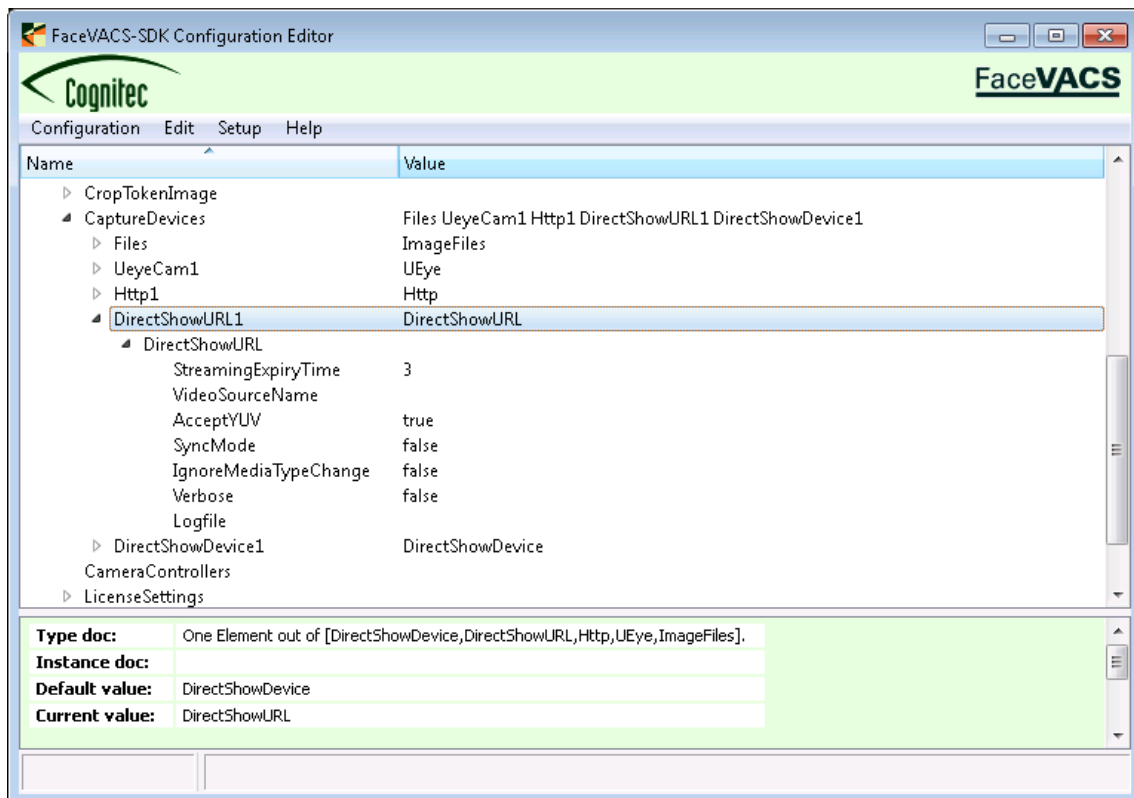 FaceVACS-SDK Configuration Editor
Cognitec
FaceVACS
Configuration Edit Setup Help
Name Value
CropTokenImage
CaptureDevices Files UeyeCam1 Http1 DirectShowURL1 DirectShowDevice1
Files ImageFiles
UeyeCam1 UEye
Http1 Http
DirectShowURL1 DirectShowURL
DirectShowURL
StreamingExpiryTime 3
VideoSourceName
AcceptYUV true
SyncMode false
IgnoreMediaTypeChange false
Verbose false
Logfile
DirectShowDevice1 DirectShowDevice
CameraControllers
LicenseSettings
Type doc: One Element out of [DirectShowDevice,DirectShowURL,Http,UEye,ImageFiles].
Instance doc:
Default value: DirectShowDevice
Current value: DirectShowURL